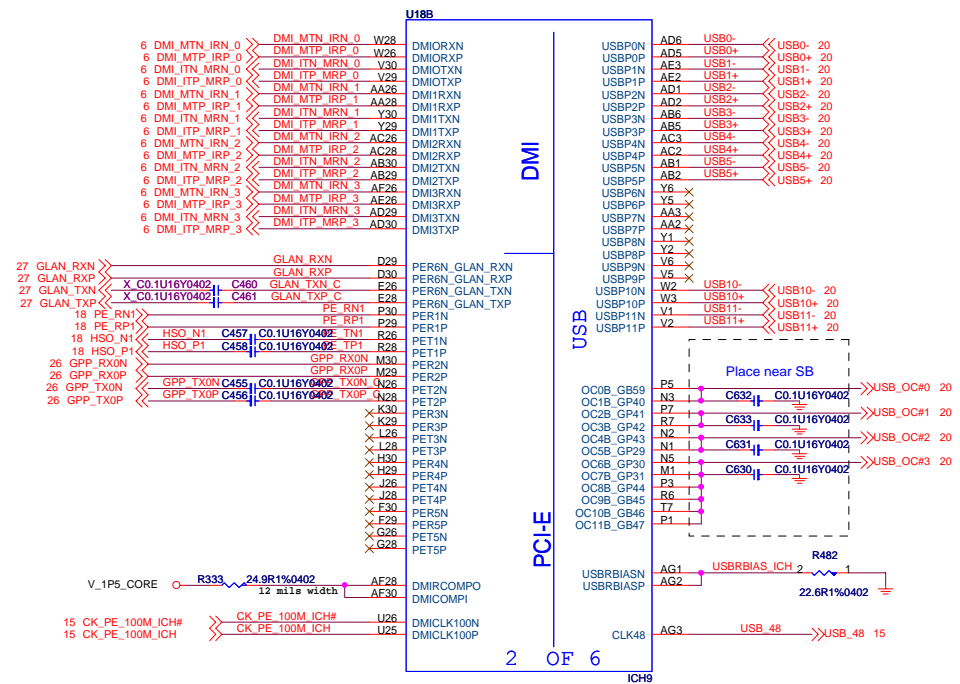 U18B
6 DMI_MTN_IRN_0 DMI_MTN_IRN_0 W28 DMIORXN USBP0N AD6 USB0- USB0- 20
6 DMI_MTP_IRP_0 DMI_MTP_IRP_0 W26 DMIORXP USBP0P AD5 USB0+ USB0+ 20
6 DMI_ITN_MRN_0 DMI_ITN_MRN_0 V30 DMIOTXN USBP1N AE3 USB1- USB1- 20
6 DMI_ITP_MRP_0 DMI_ITP_MRP_0 V29 DMIOTXP USBP1P AE2 USB1+ USB1+ 20
6 DMI_MTN_IRN_1 DMI_MTN_IRN_1 AA26 DMI1RXN USBP2N AD1 USB2- USB2- 20
6 DMI_MTP_IRP_1 DMI_MTP_IRP_1 AA28 DMI1RXP USBP2P AD2 USB2+ USB2+ 20
6 DMI_ITN_MRN_1 DMI_ITN_MRN_1 Y30 DMI1TXN USBP3N AB6 USB3- USB3- 20
6 DMI_ITP_MRP_1 DMI_ITP_MRP_1 Y29 DMI1TXP USBP3P AB5 USB3+ USB3+ 20
6 DMI_MTN_IRN_2 DMI_MTN_IRN_2 AC26 DMI2RXN USBP4N AC3 USB4- USB4- 20
6 DMI_MTP_IRP_2 DMI_MTP_IRP_2 AC28 DMI2RXP USBP4P AC2 USB4+ USB4+ 20
6 DMI_ITN_MRN_2 DMI_ITN_MRN_2 AB30 DMI2TXN USBP5N AB1 USB5- USB5- 20
6 DMI_ITP_MRP_2 DMI_ITP_MRP_2 AB29 DMI2TXP USBP5P AB2 USB5+ USB5+ 20
6 DMI_MTN_IRN_3 DMI_MTN_IRN_3 AF26 DMI3RXN USBP6N Y6
6 DMI_MTP_IRP_3 DMI_MTP_IRP_3 AE26 DMI3RXP USBP6P Y5
6 DMI_ITN_MRN_3 DMI_ITN_MRN_3 AD29 DMI3TXN USBP7N AA3
6 DMI_ITP_MRP_3 DMI_ITP_MRP_3 AD30 DMI3TXP USBP7P AA2
DMI
USBP8N Y1
USBP8P Y2
27 GLAN_RXN GLAN_RXN D29 PER6N_GLAN_RXN USBP9N V6
27 GLAN_RXP GLAN_RXP D30 PER6N_GLAN_RXP USBP9P V5
27 GLAN_TXN X_C0.1U16Y0402 C460 GLAN_TXN_C E26 PER6N_GLAN_TXN USBP10N W2 USB10- USB10- 20
27 GLAN_TXP X_C0.1U16Y0402 C461 GLAN_TXP_C E28 PER6N_GLAN_TXP USBP10P W3 USB10+ USB10+ 20
18 PE_RN1 PE_RN1 P30 PER1N USBP11N V1 USB11- USB11- 20
18 PE_RP1 PE_RP1 P29 PER1P USBP11P V2 USB11+ USB11+ 20
USB
18 HSO_N1 HSO_N1 C457 C0.1U16Y0402 PE_TN1 R26 PET1N
18 HSO_P1 HSO_P1 C458 C0.1U16Y0402 PE_TP1 R28 PET1P
26 GPP_RX0N GPP_RX0N M30 PER2N
26 GPP_RX0P GPP_RX0P M29 PER2P
Place near SB
26 GPP_TX0N GPP_TX0N C455 C0.1U16Y0402 GPP_TX0N_C N26 PET2N OC0B_GB59 P5 USB_OC#0 20
26 GPP_TX0P GPP_TX0P C456 C0.1U16Y0402 GPP_TX0P_C N28 PET2P OC1B_GP40 N3 C632 C0.1U16Y0402
K30 PER3N OC2B_GP41 P7 USB_OC#1 20
K29 PER3P OC3B_GP42 R7 C633 C0.1U16Y0402
L26 PET3N OC4B_GP43 N2 USB_OC#2 20
L28 PET3P OC5B_GP29 N1 C631 C0.1U16Y0402
H30 PER4N OC6B_GP30 N5 USB_OC#3 20
H29 PER4P OC7B_GP31 M1 C630 C0.1U16Y0402
J26 PET4N OC8B_GP44 P3
J28 PET4P OC9B_GB45 R6
F30 PER5N OC10B_GB46 T7
F29 PER5P OC11B_GB47 P1
G26 PET5N
G28 PET5P
PCI-E
V_1P5_CORE R333 24.9R1%0402 AF28 DMIRCOMPO USBRBIASN AG1 USBRBIAS_ICH 2 R482 1
12 mils width AF30 DMICOMPI USBRBIASP AG2 22.6R1%0402
15 CK_PE_100M_ICH# CK_PE_100M_ICH# U26 DMICLK100N
15 CK_PE_100M_ICH CK_PE_100M_ICH U25 DMICLK100P CLK48 AG3 USB_48 USB_48 15
2 OF 6
ICH9